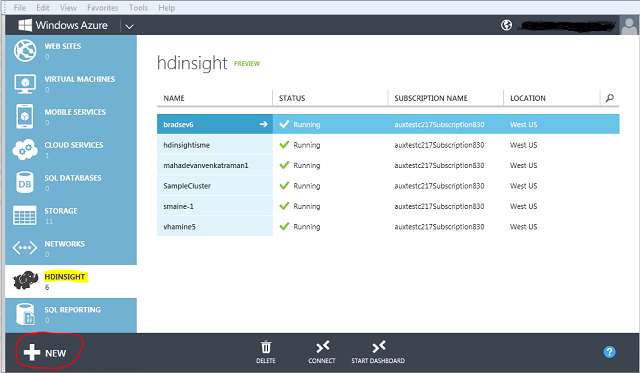 File Edit View Favorites Tools Help
Windows Azure
WEB SITES
0
VIRTUAL MACHINES
0
MOBILE SERVICES
0
CLOUD SERVICES
1
SQL DATABASES
0
DB
STORAGE
11
NETWORKS
0
HDINSIGHT
6
SQL REPORTING
0
hdinsight PREVIEW
NAME STATUS SUBSCRIPTION NAME LOCATION
bradsev6 Running auxtestc217Subscription830 West US
hdinsightisme Running auxtestc217Subscription830 West US
mahadevanvenkatraman1 Running auxtestc217Subscription830 West US
SampleCluster Running auxtestc217Subscription830 West US
smaine-1 Running auxtestc217Subscription830 West US
vhamine5 Running auxtestc217Subscription830 West US
NEW
DELETE CONNECT START DASHBOARD ?